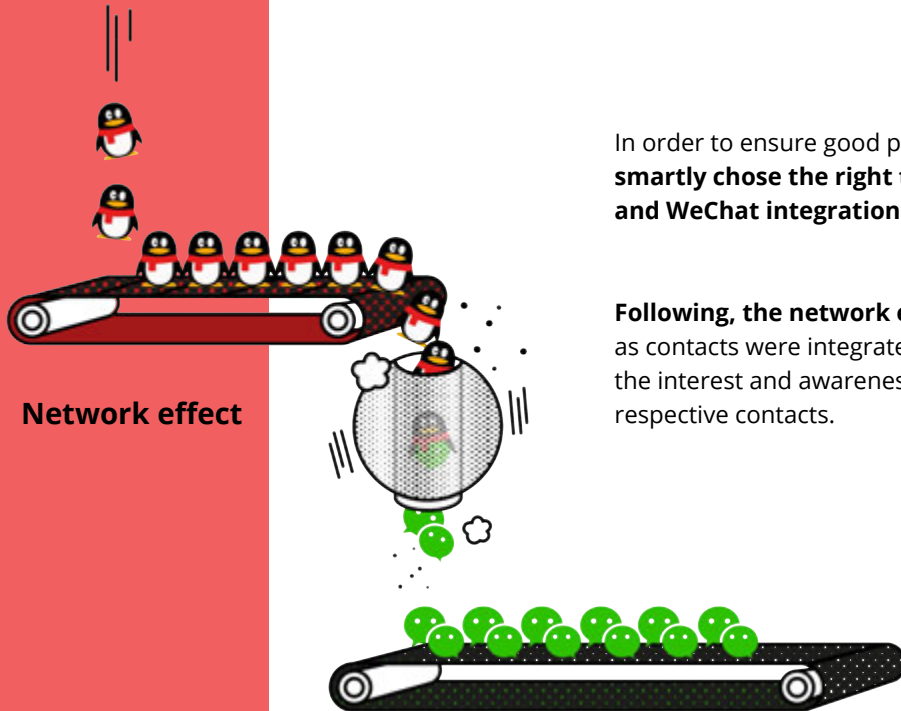 In order to ensure good p
smartly chose the right t
and WeChat integration
Following, the network e
as contacts were integrate
the interest and awarenes
respective contacts.
Network effect